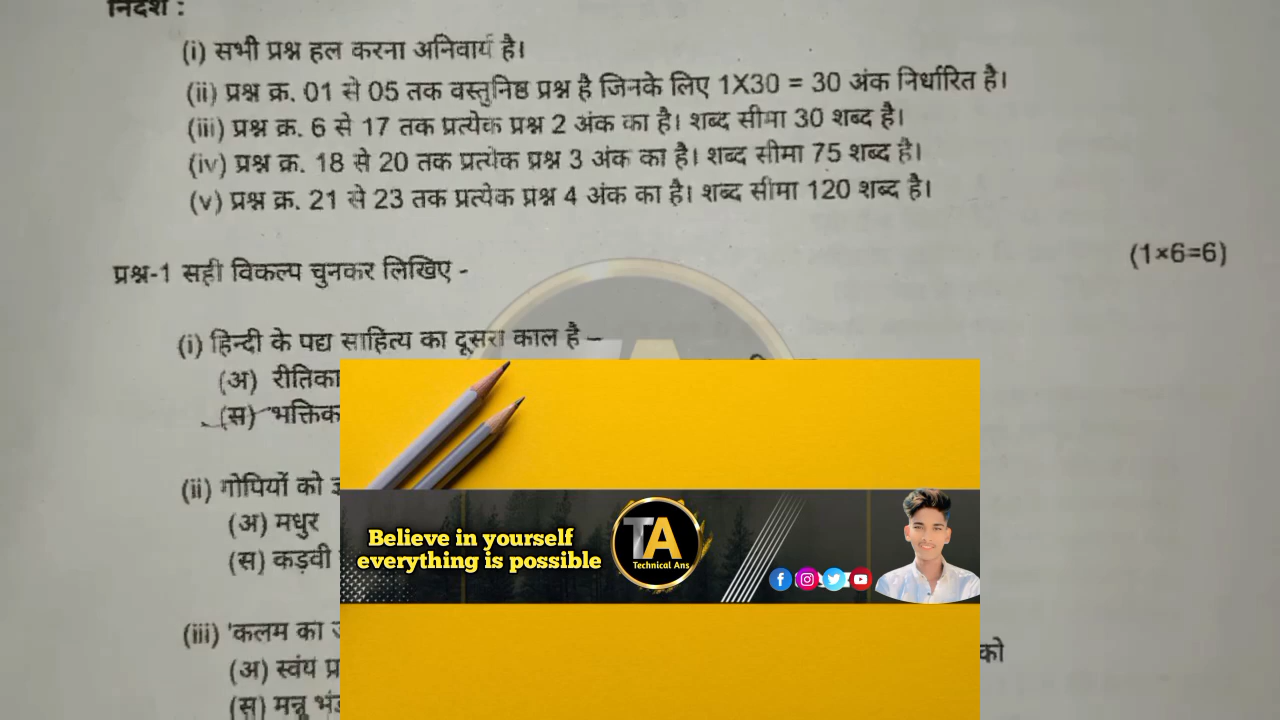 निर्देश :
(i) सभी प्रश्न हल करना अनिवार्य है।
(ii) प्रश्न क्र. 01 से 05 तक वस्तुनिष्ठ प्रश्न है जिनके लिए 1X30 = 30 अंक निर्धारित है।
(iii) प्रश्न क्र. 6 से 17 तक प्रत्येक प्रश्न 2 अंक का है। शब्द सीमा 30 शब्द है।
(iv) प्रश्न क्र. 18 से 20 तक प्रत्येक प्रश्न 3 अंक का है। शब्द सीमा 75 शब्द है।
(v) प्रश्न क्र. 21 से 23 तक प्रत्येक प्रश्न 4 अंक का है। शब्द सीमा 120 शब्द है।
प्रश्न-1 सही विकल्प चुनकर लिखिए - (1×6=6)
(i) हिन्दी के पद्य साहित्य का दूसरा काल है –
(अ)
(स)
(ii) गोपियों को
(अ) मधुर
(स) कड़वी
(iii) 'कलम का
(अ) स्वंय
(स) मन्नू
को
Believe in yourself
everything is possible
TA
Technical Ans